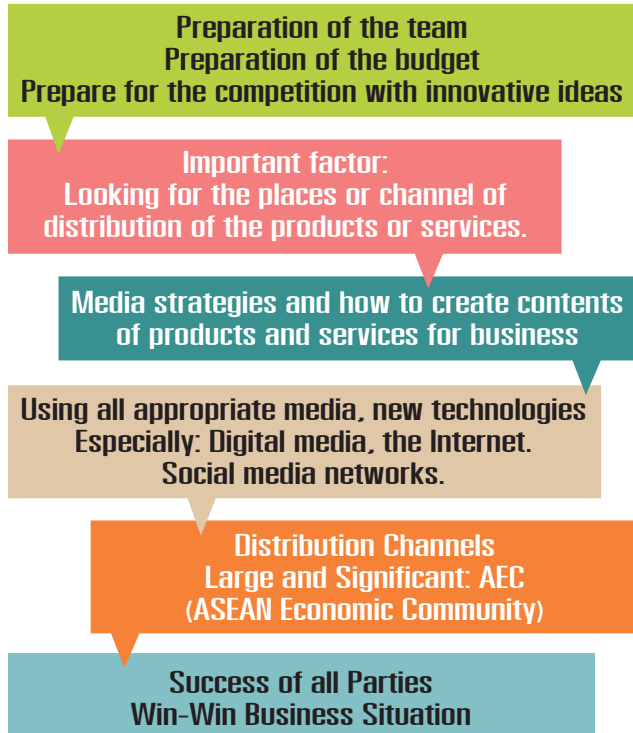 Preparation of the team
Preparation of the budget
Prepare for the competition with innovative ideas
Important factor:
Looking for the places or channel of
distribution of the products or services.
Media strategies and how to create contents
of products and services for business
Using all appropriate media, new technologies
Especially: Digital media, the Internet.
Social media networks.
Distribution Channels
Large and Significant: AEC
(ASEAN Economic Community)
Success of all Parties
Win-Win Business Situation